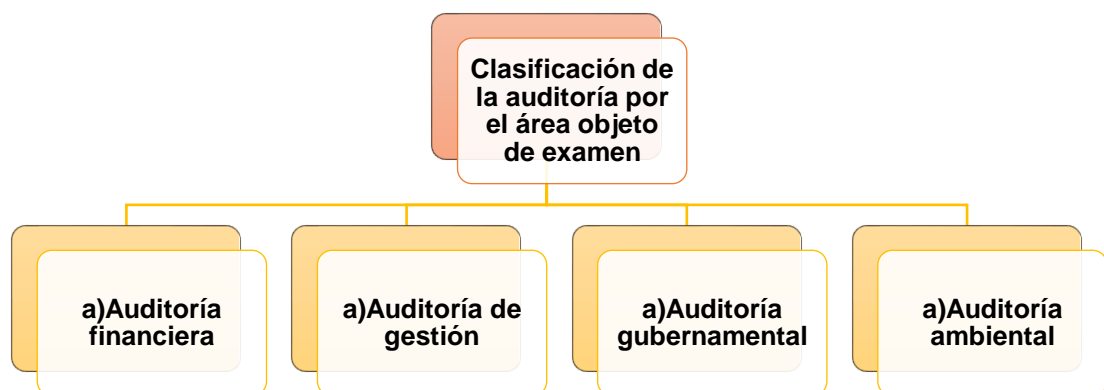 Clasificación de
la auditoría por
el área objeto
de examen
a)Auditoría
financiera
a)Auditoría de
gestión
a)Auditoría
gubernamental
a)Auditoría
ambiental